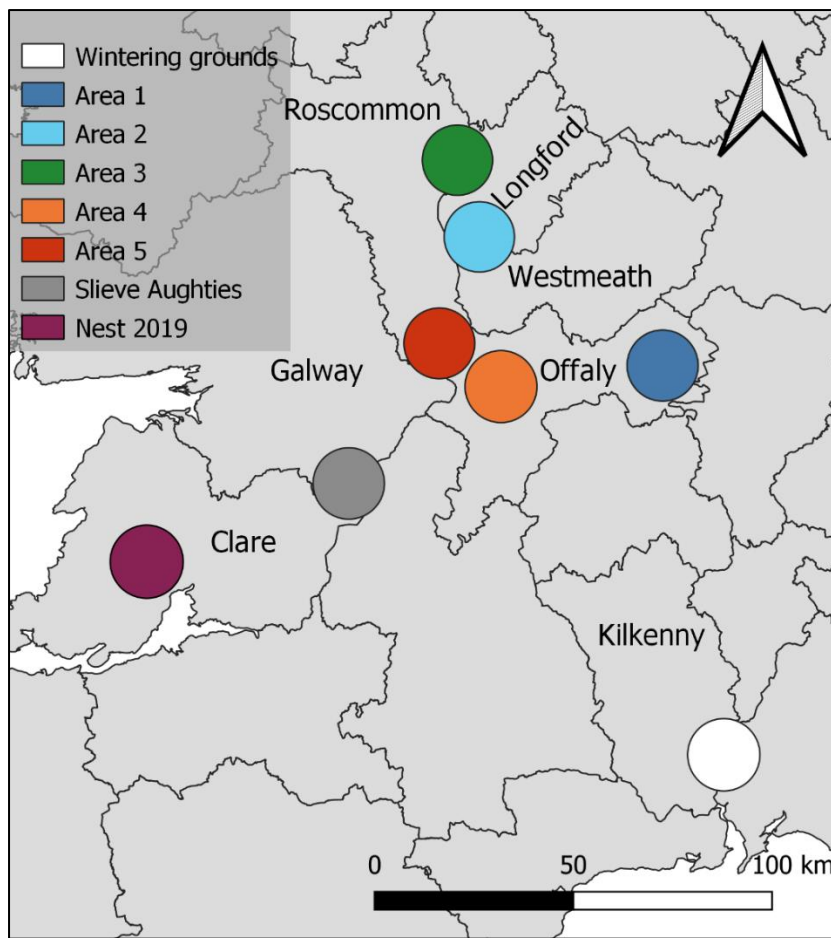 Wintering grounds
Area 1
Area 2
Area 3
Area 4
Area 5
Slieve Aughties
Nest 2019
Roscommon
Longford
Westmeath
Galway
Offaly
Clare
Kilkenny
0 50 100 km